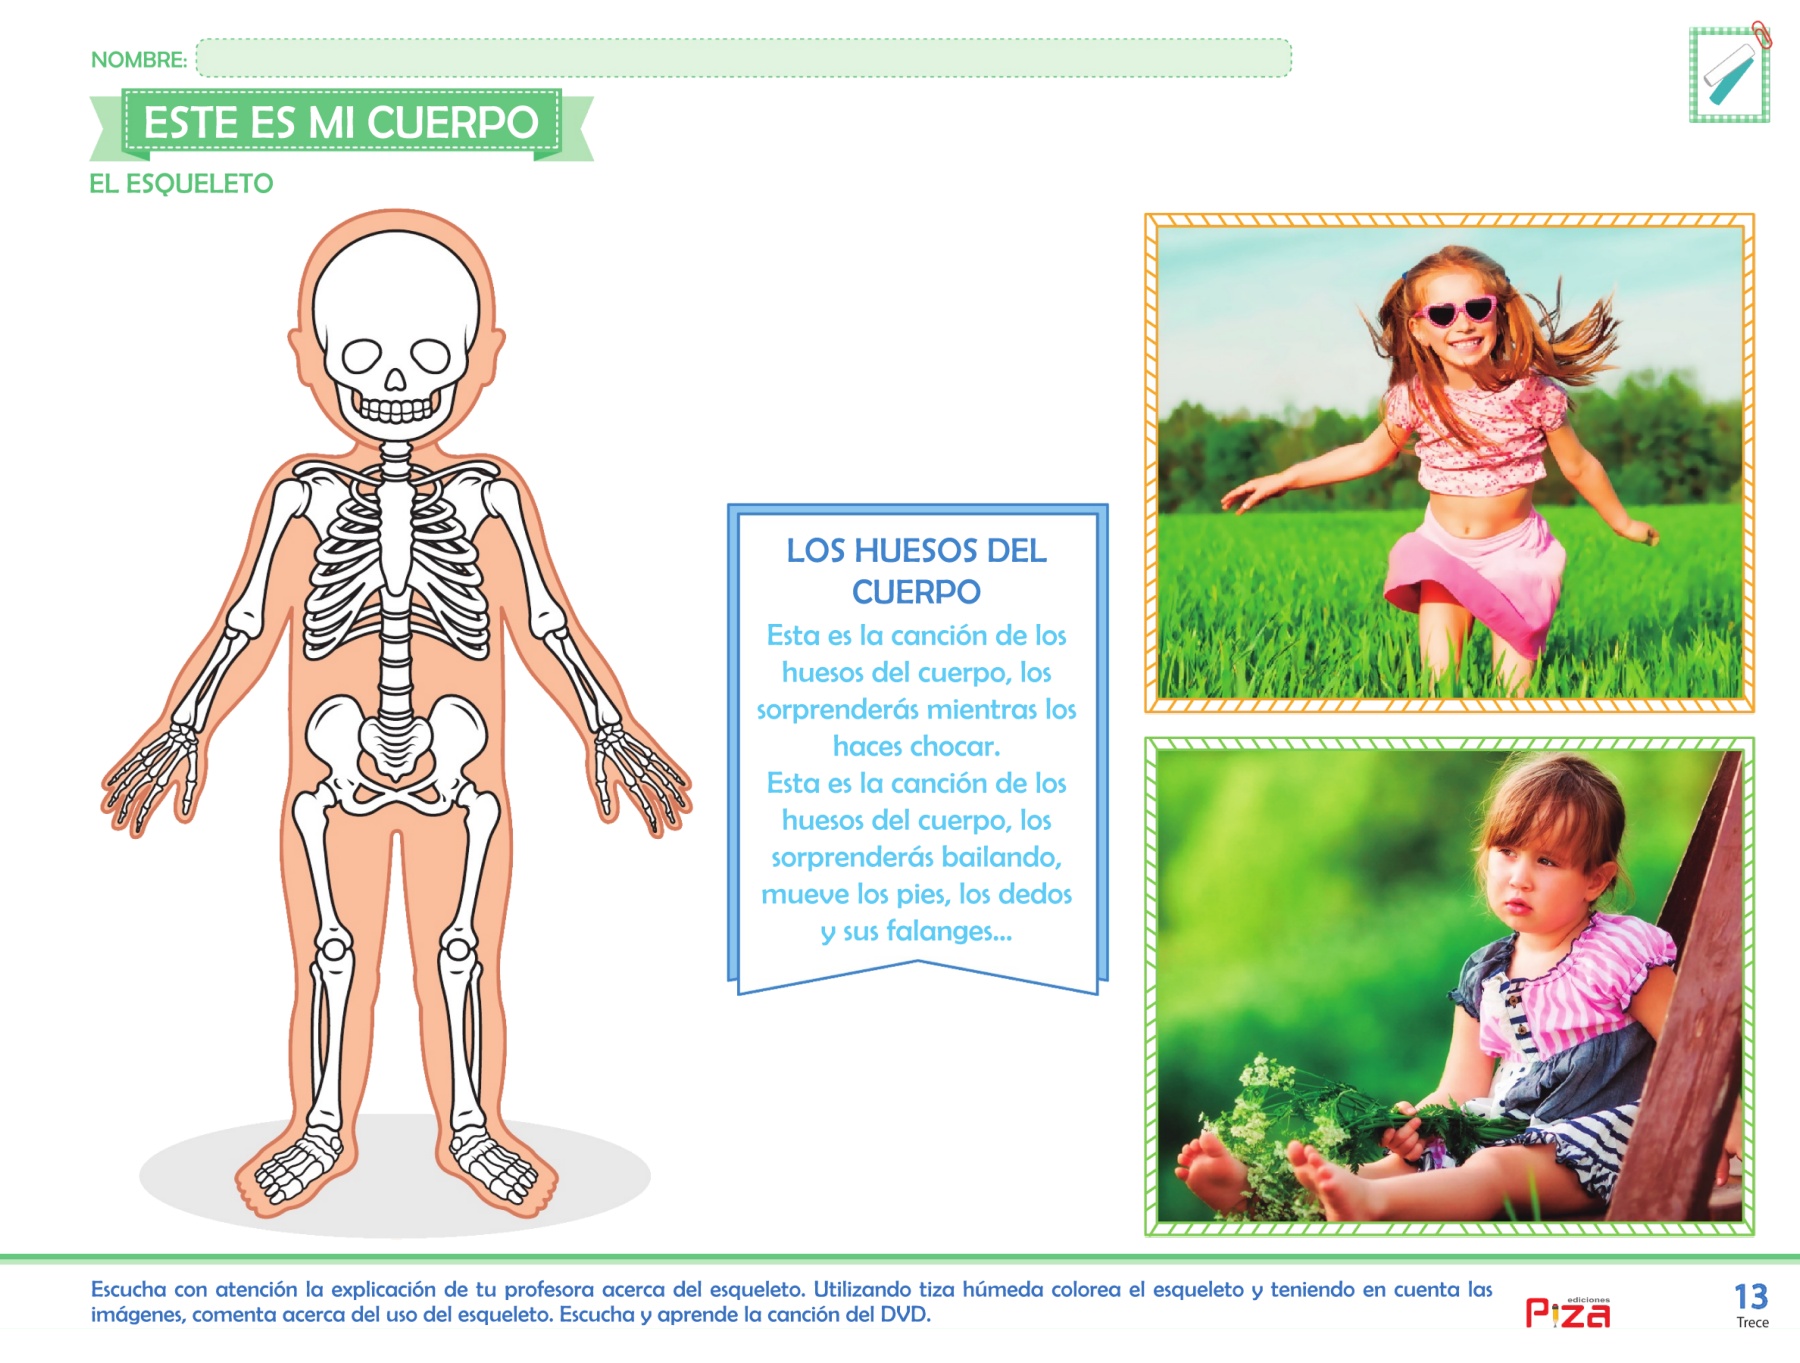 NOMBRE:
ESTE ES MI CUERPO
EL ESQUELETO
LOS HUESOS DEL
CUERPO
Esta es la canción de los
huesos del cuerpo, los
sorprenderás mientras los
haces chocar.
Esta es la canción de los
huesos del cuerpo, los
sorprenderás bailando,
mueve los pies, los dedos
y sus falanges...
Escucha con atención la explicación de tu profesora acerca del esqueleto. Utilizando tiza húmeda colorea el esqueleto y teniendo en cuenta las
imágenes, comenta acerca del uso del esqueleto. Escucha y aprende la canción del DVD.
ediciones
Piza
13
Trece